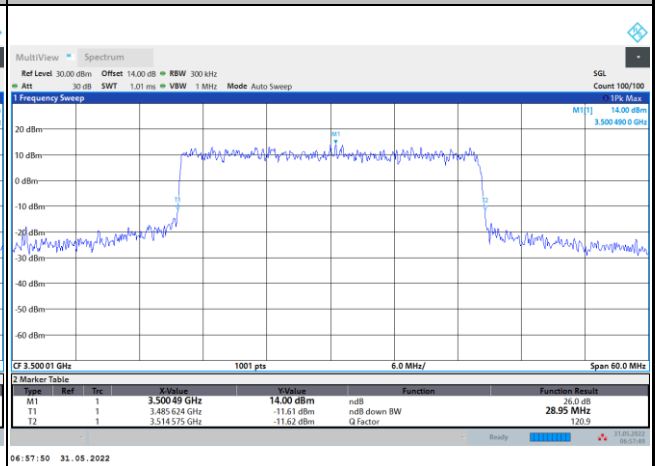 MultiView Spectrum
Ref Level 30.00 dBm Offset 14.00 dB RBW 300 kHz SGL
Att 30 dB SWT 1.01 ms VBW 1 MHz Mode Auto Sweep Count 100/100
1 Frequency Sweep 1Pk Max
M1[1] 14.00 dBm
3.500 490 0 GHz
M1
20 dBm
10 dBm
0 dBm
T1 T2
-10 dBm
-20 dBm
-30 dBm
-40 dBm
-50 dBm
-60 dBm
CF 3.500 01 GHz 1001 pts 6.0 MHz/ Span 60.0 MHz
2 Marker Table
Type Ref Trc X-Value Y-Value Function Function Result
M1 1 3.500 49 GHz 14.00 dBm ndB 26.0 dB
T1 1 3.485 624 GHz -11.61 dBm ndB down BW 28.95 MHz
T2 1 3.514 575 GHz -11.62 dBm Q Factor 120.9
Ready 31.05.2022
06:57:49
06:57:50 31.05.2022